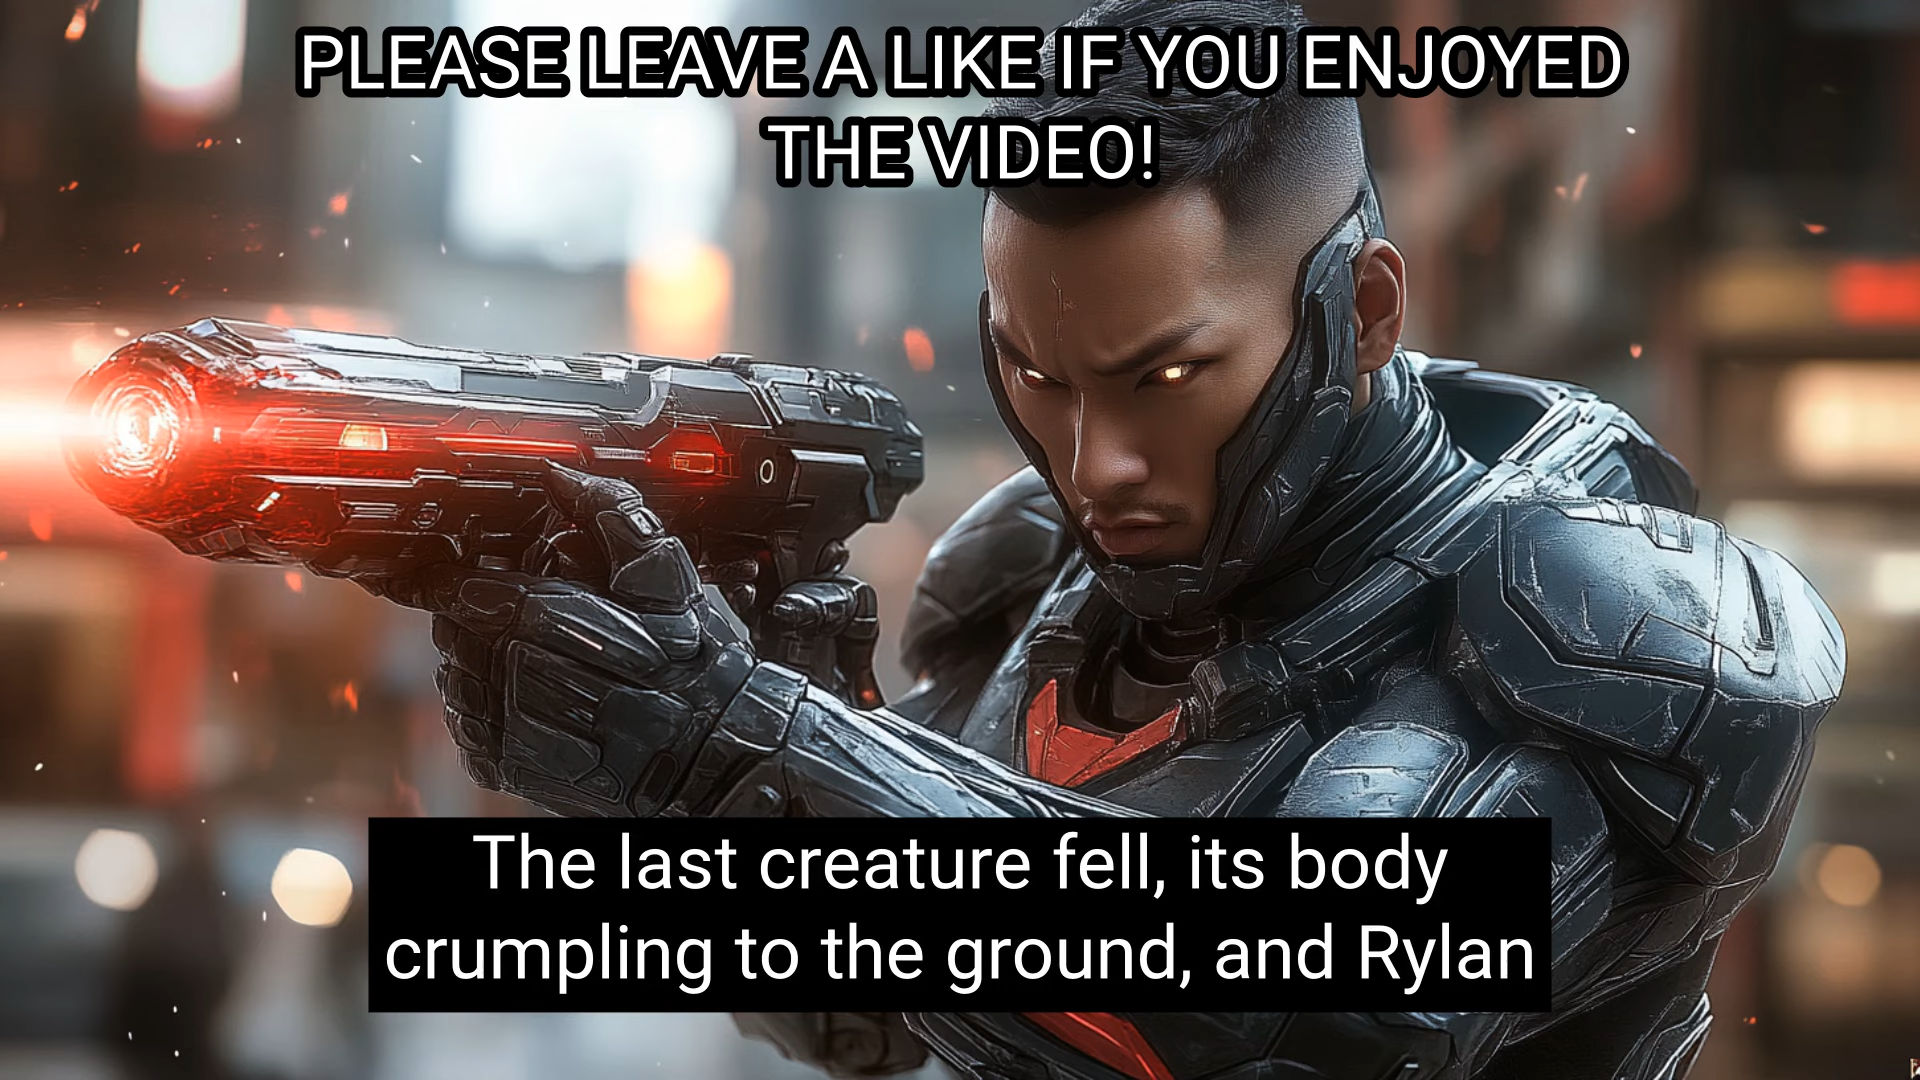 PLEASE LEAVE A LIKE IF YOU ENJOYED
THE VIDEO!
The last creature fell, its body
crumpling to the ground, and Rylan